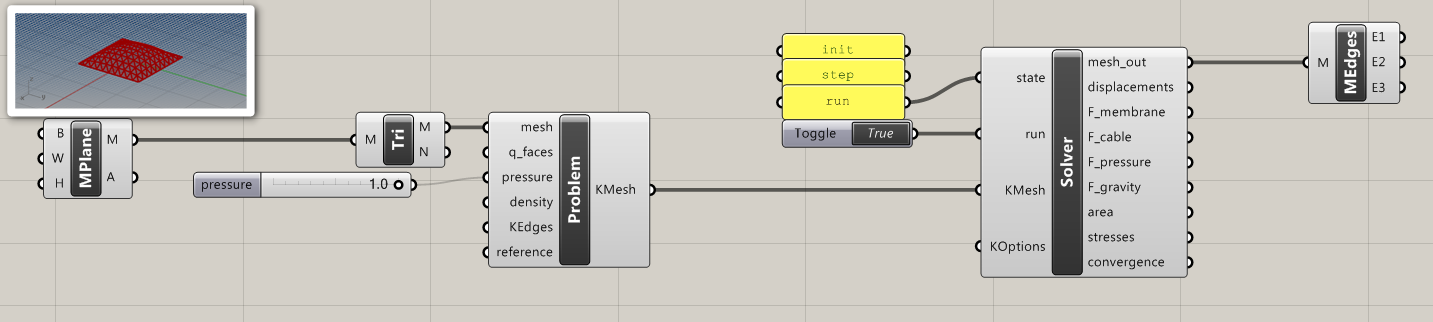 B
W
H
MPlane
M
A
M
Tri
M
N
pressure
1.0
mesh
q_faces
pressure
density
KEdges
reference
Problem
KMesh
init
step
run
Toggle
True
state
run
KMesh
KOptions
Solver
mesh_out
displacements
F_membrane
F_cable
F_pressure
F_gravity
area
stresses
convergence
M
MEdges
E1
E2
E3